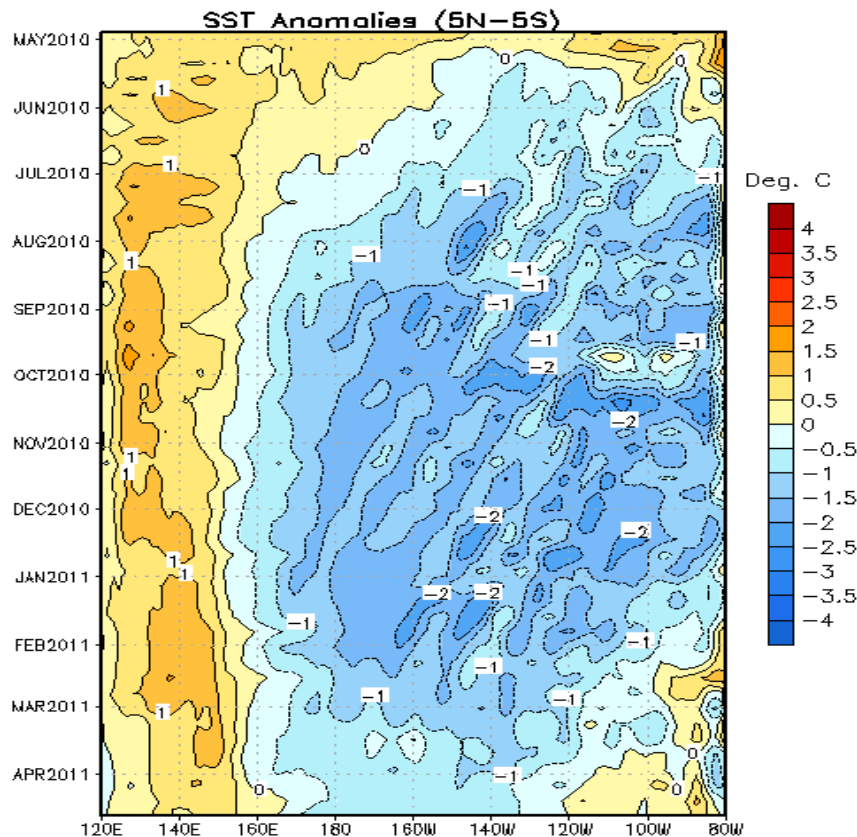 SST Anomalies (5N-5S)
MAY2010
JUN2010
JUL2010
AUG2010
SEP2010
OCT2010
NOV2010
DEC2010
JAN2011
FEB2011
MAR2011
APR2011
120E 140E 160E 180 160W 140W 120W 100W 80W
0 0
1
0
1 -1
-1
1 -1 -1
-1
-1
-1 -1
-2
-2
1
1
-2
-2
1
1
-2 -2
-1 -1
-1
1 -1 -1
0
0 -1 0
Deg. C
4
3.5
3
2.5
2
1.5
1
0.5
0
-0.5
-1
-1.5
-2
-2.5
-3
-3.5
-4